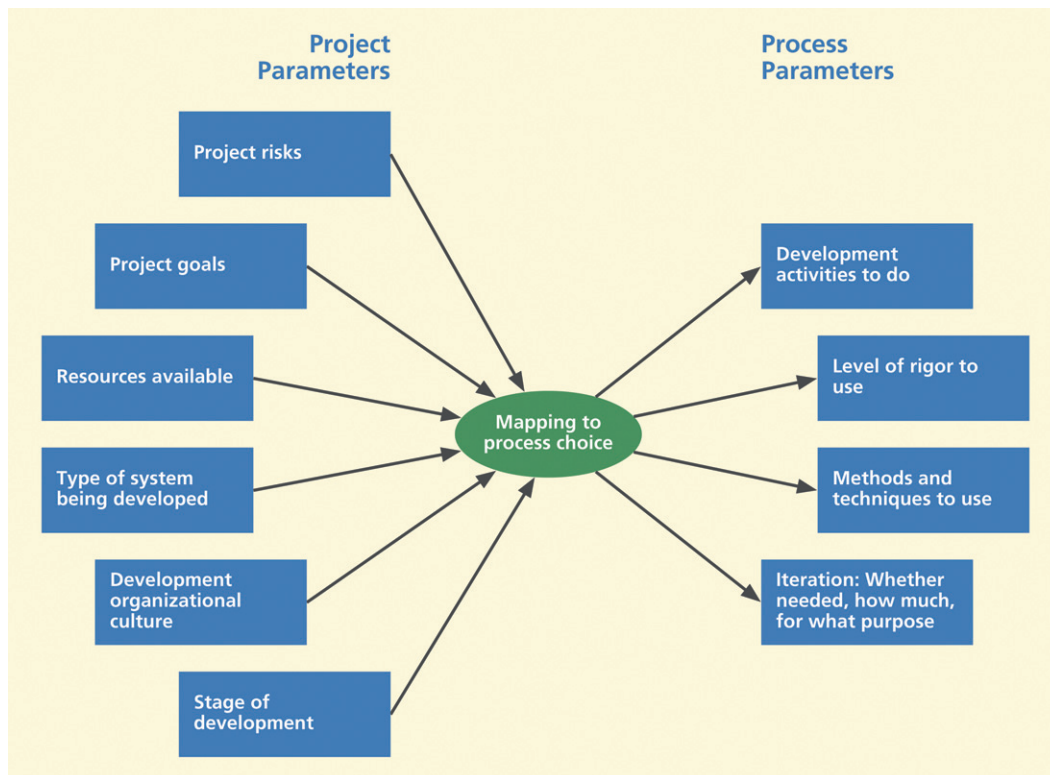 Project
Parameters
Process
Parameters
Project risks
Project goals
Resources available
Type of system
being developed
Development
organizational
culture
Stage of
development
Mapping to
process choice
Development
activities to do
Level of rigor to
use
Methods and
techniques to use
Iteration: Whether
needed, how much,
for what purpose